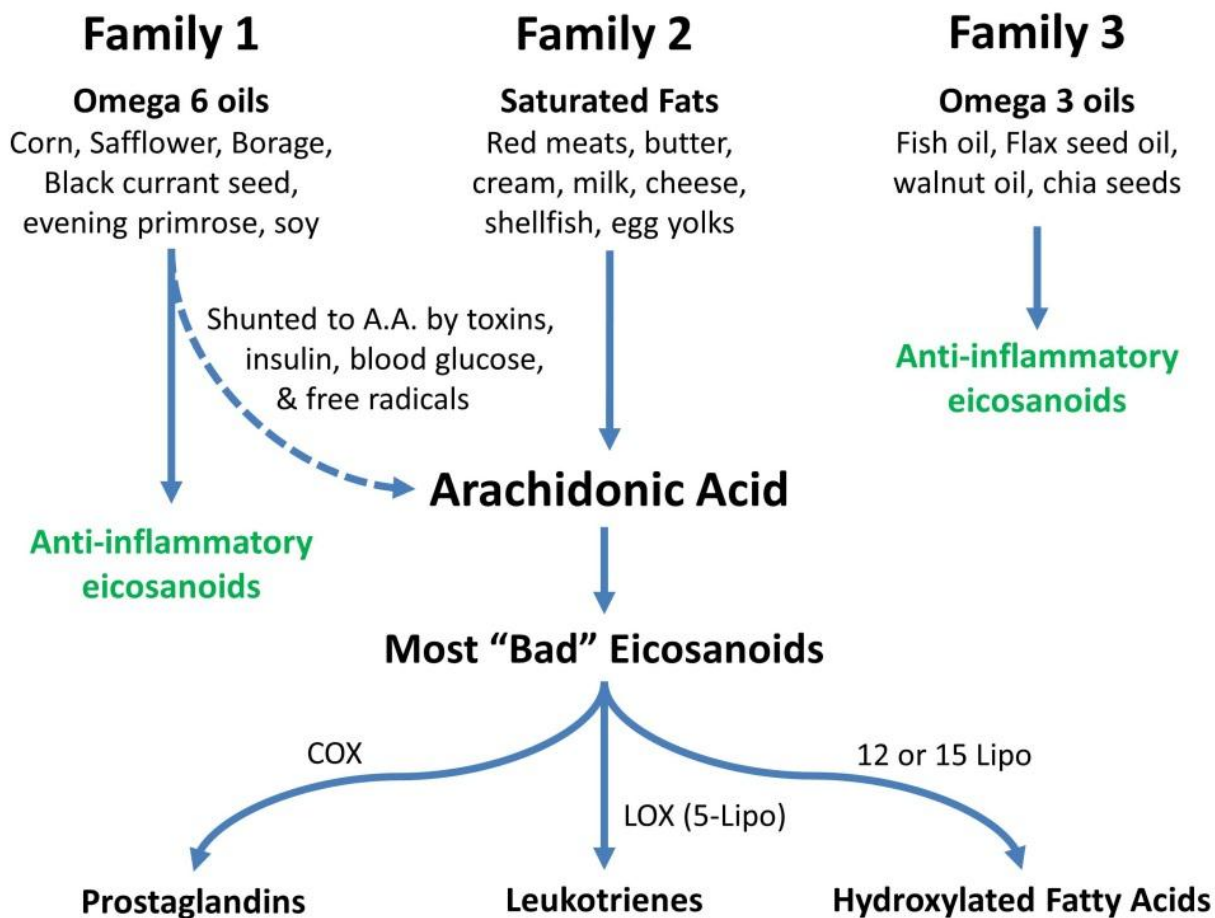 Family 1
Omega 6 oils
Corn, Safflower, Borage,
Black currant seed,
evening primrose, soy
Family 2
Saturated Fats
Red meats, butter,
cream, milk, cheese,
shellfish, egg yolks
Family 3
Omega 3 oils
Fish oil, Flax seed oil,
walnut oil, chia seeds
Shunted to A.A. by toxins,
insulin, blood glucose,
& free radicals
Anti-inflammatory
eicosanoids
Arachidonic Acid
Anti-inflammatory
eicosanoids
Most “Bad” Eicosanoids
COX
LOX (5-Lipo)
12 or 15 Lipo
Prostaglandins
Leukotrienes
Hydroxylated Fatty Acids